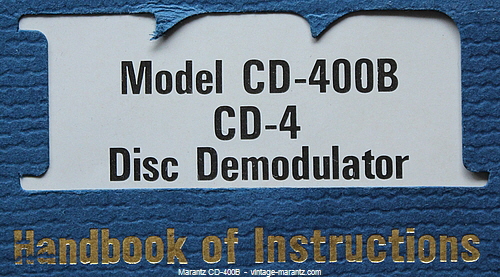 Model CD-400B
CD-4
Disc Demodulator
Handbook of Instructions
Marantz CD-400B - vintage-marantz.com